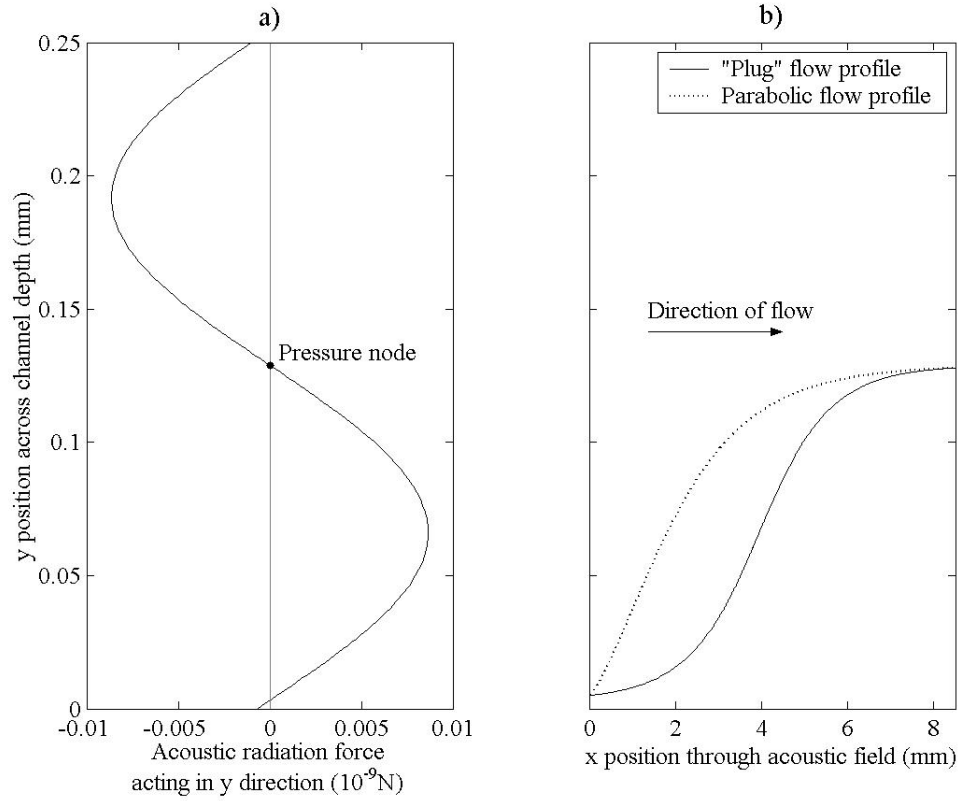 a)
0.25
0.2
0.15
0.1
0.05
0
y position across channel depth (mm)
Pressure node
-0.01 -0.005 0 0.005 0.01
Acoustic radiation force
acting in y direction (10-9N)
b)
"Plug" flow profile
Parabolic flow profile
Direction of flow
0 2 4 6 8
x position through acoustic field (mm)